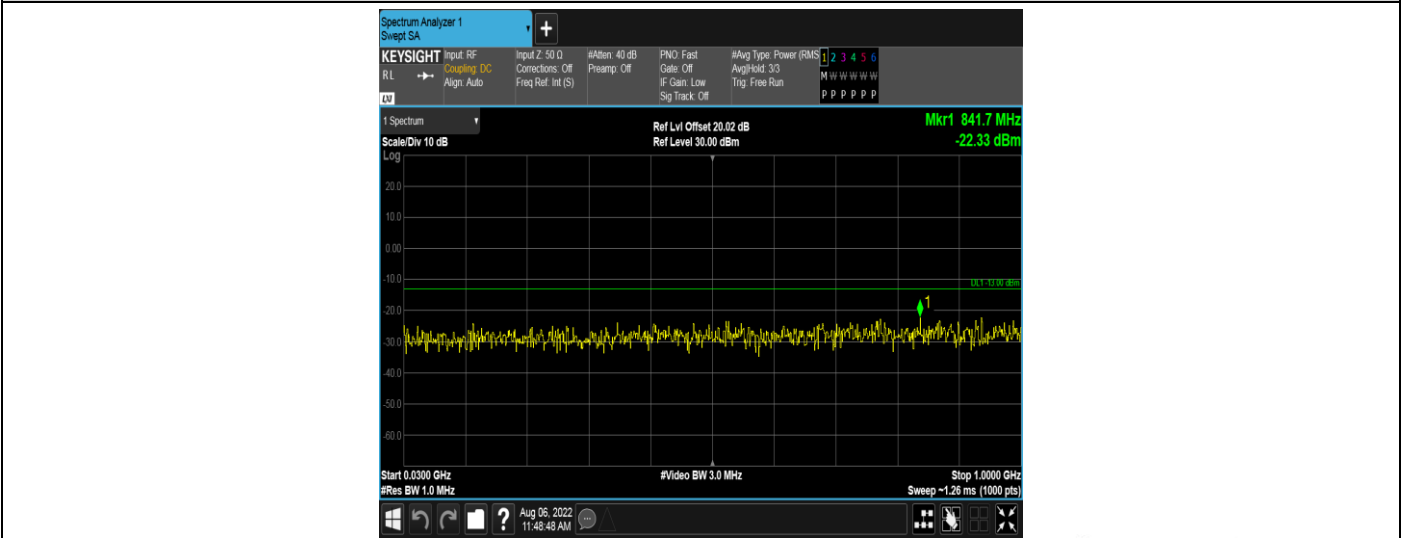 Spectrum Analyzer 1
Swept SA
+
KEYSIGHT Input: RF Input Z: 50 Ω #Atten: 40 dB PNO: Fast #Avg Type: Power (RMS 1 2 3 4 5 6
RL Coupling: DC Corrections: Off Preamp: Off Gate: Off Avg|Hold: 3/3 M W W W W W
Align: Auto Freq Ref: Int (S) IF Gain: Low Trig: Free Run
LXI Sig Track: Off P P P P P P
1 Spectrum Ref Lvl Offset 20.02 dB Mkr1 841.7 MHz
Scale/Div 10 dB Ref Level 30.00 dBm -22.33 dBm
Log
20.0
10.0
0.00
-10.0
DL1 -13.00 dBm
-20.0
1
-30.0
-40.0
-50.0
-60.0
Start 0.0300 GHz #Video BW 3.0 MHz Stop 1.0000 GHz
#Res BW 1.0 MHz Sweep ~1.26 ms (1000 pts)
? Aug 06, 2022
11:48:48 AM